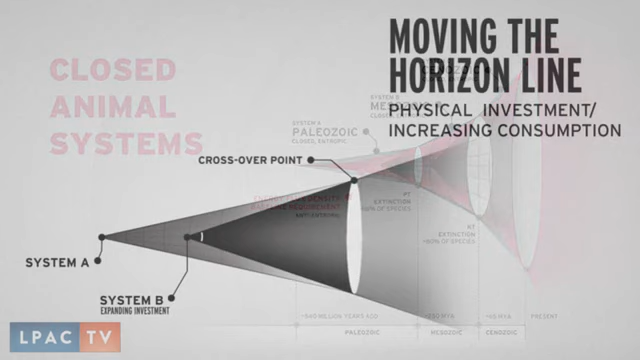 CLOSED
ANIMAL
SYSTEMS
MOVING THE
HORIZON LINE
PHYSICAL INVESTMENT/
INCREASING CONSUMPTION
SYSTEM A
PALEOZOIC
CLOSED, ENTROPIC
CROSS-OVER POINT
PT
EXTINCTION
KT
EXTINCTION
SYSTEM A
SYSTEM B
EXPANDING INVESTMENT
PRESENT
PALEOZOIC
MESOZOIC
CENOZOIC
LPAC TV